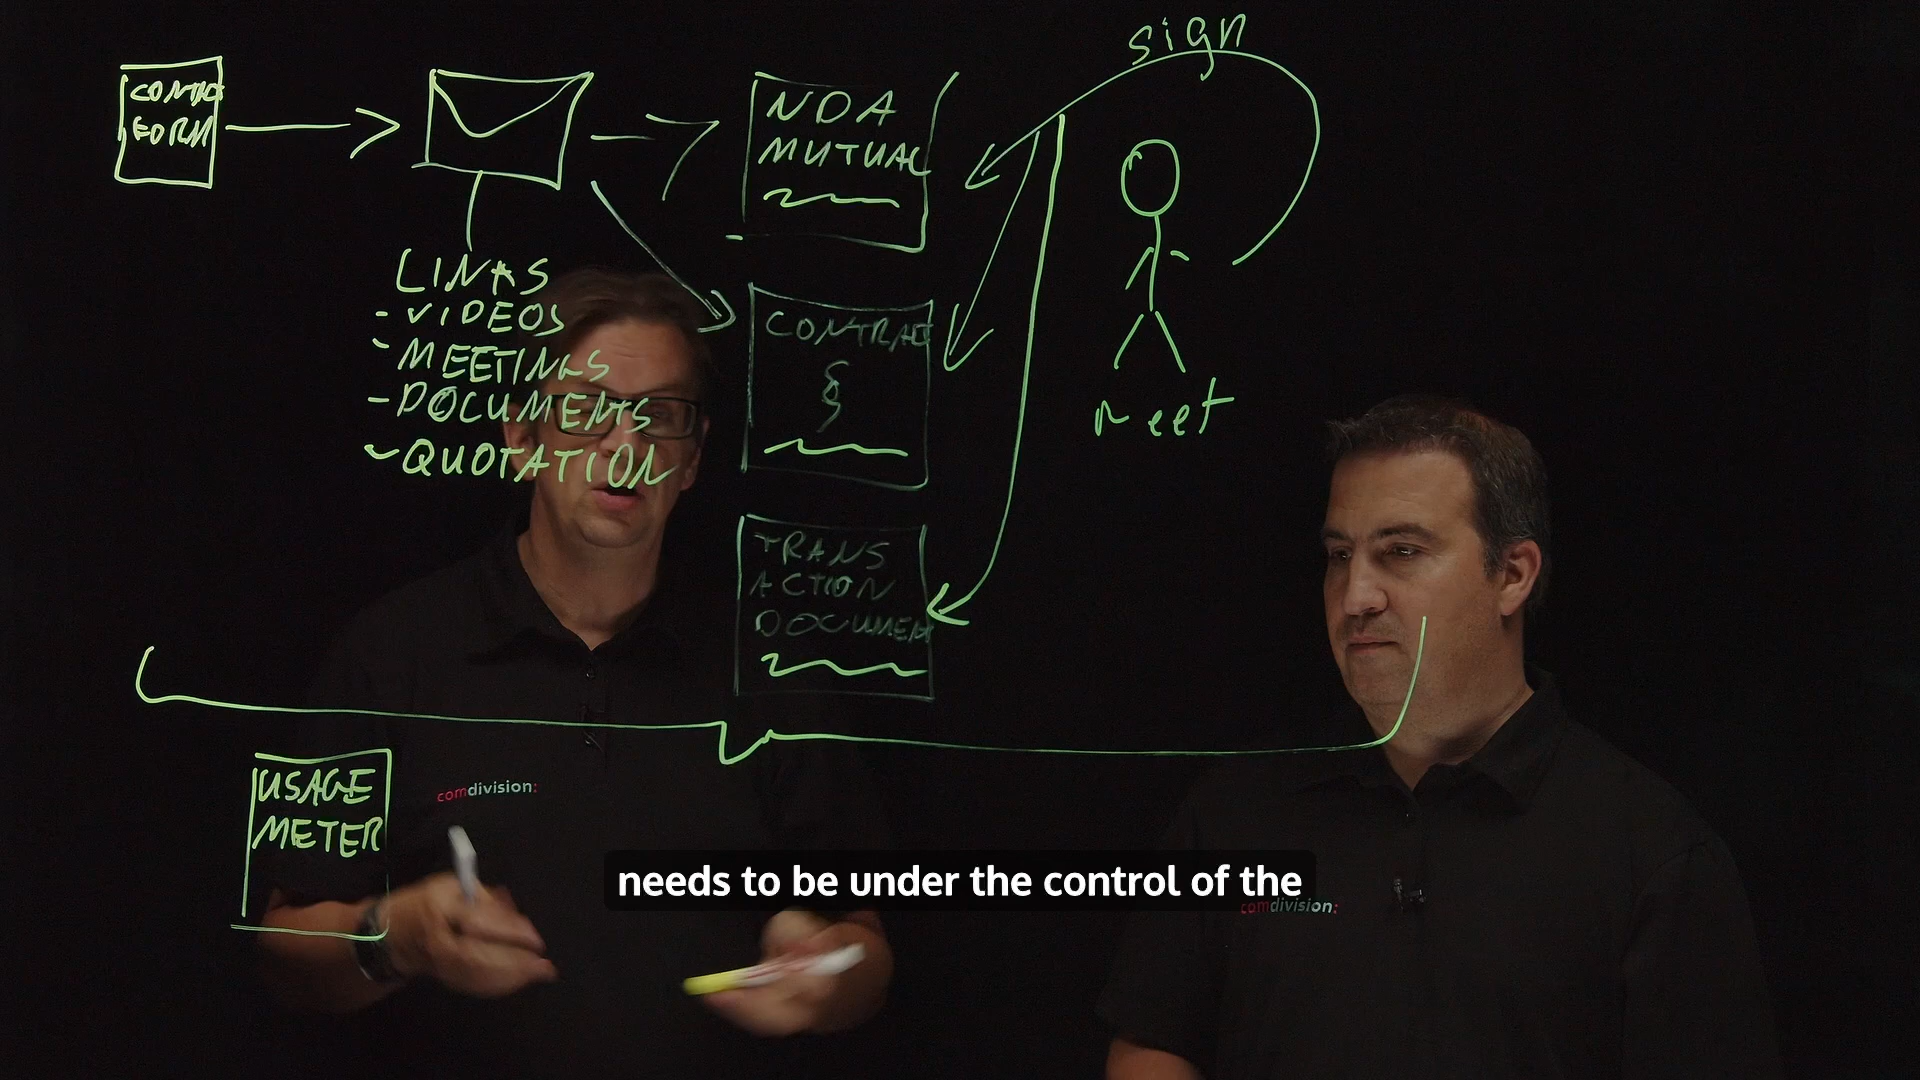 sign
CONTAC
FORM
NDA
MUTUAL
LINKS
- VIDEOS
- MEETINGS
- DOCUMENTS
- QUOTATION
CONTRACT
§
meet
TRANS
ACTION
DOCUMEN
USAGE
METER
comdivision:
needs to be under the control of the
comdivision: